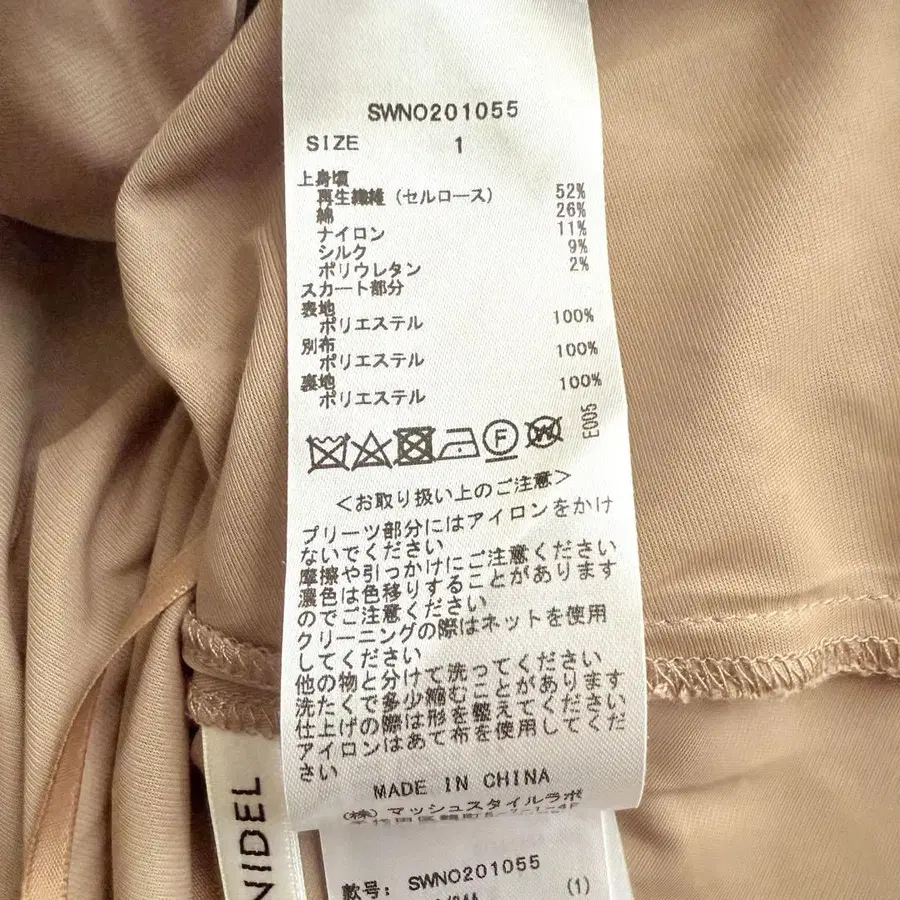 SWNO201055
SIZE 1
上身頃
再生繊維（セルロース） 52%
綿 26%
ナイロン 11%
シルク 9%
ポリウレタン 2%
スカート部分
表地
ポリエステル 100%
別布
ポリエステル 100%
裏地
ポリエステル 100%
F
W
E005
＜お取り扱い上のご注意＞
プリーツ部分にはアイロンをかけ
ないでください
摩擦や引っかけにご注意ください
濃色は色移りすることがあります
のでご注意ください
クリーニングの際はネットを使用
してください
他の物と分けて洗ってください
洗たくで多少縮むことがあります
仕上げの際は形を整えてください
アイロンはあて布を使用してくだ
さい
MADE IN CHINA
(株) マッシュスタイルラボ
NIDEL
款号: SWNO201055
(1)